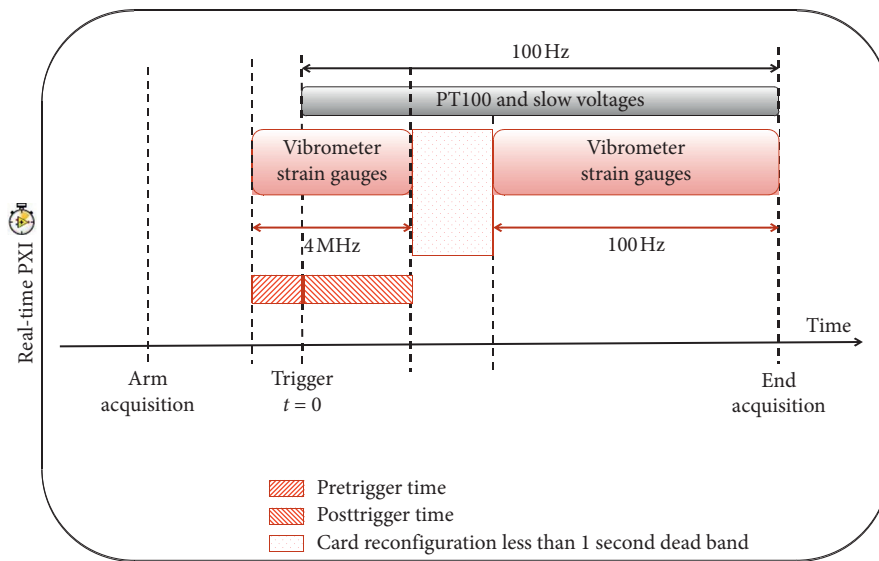 100 Hz
PT100 and slow voltages
Vibrometer
strain gauges
Vibrometer
strain gauges
4 MHz
100 Hz
Real-time PXI
Time
Arm
acquisition
Trigger
t = 0
End
acquisition
Pretrigger time
Posttrigger time
Card reconfiguration less than 1 second dead band